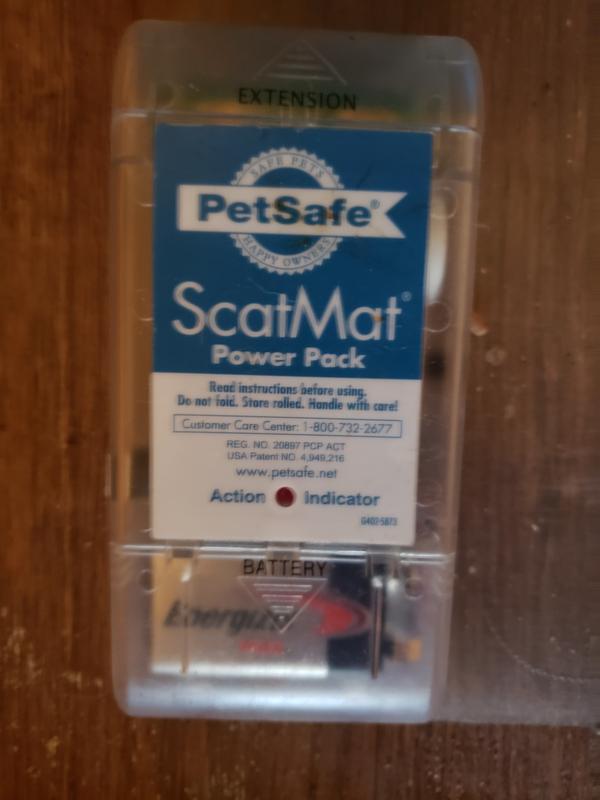 EXTENSION
SAFE PETS
PetSafe®
HAPPY OWNERS
ScatMat®
Power Pack
Read instructions before using.
Do not fold. Store rolled. Handle with care!
Customer Care Center: 1-800-732-2677
REG. NO. 20897 PCP ACT
USA Patent NO. 4,949,216
www.petsafe.net
Action Indicator
G402-5873
BATTERY